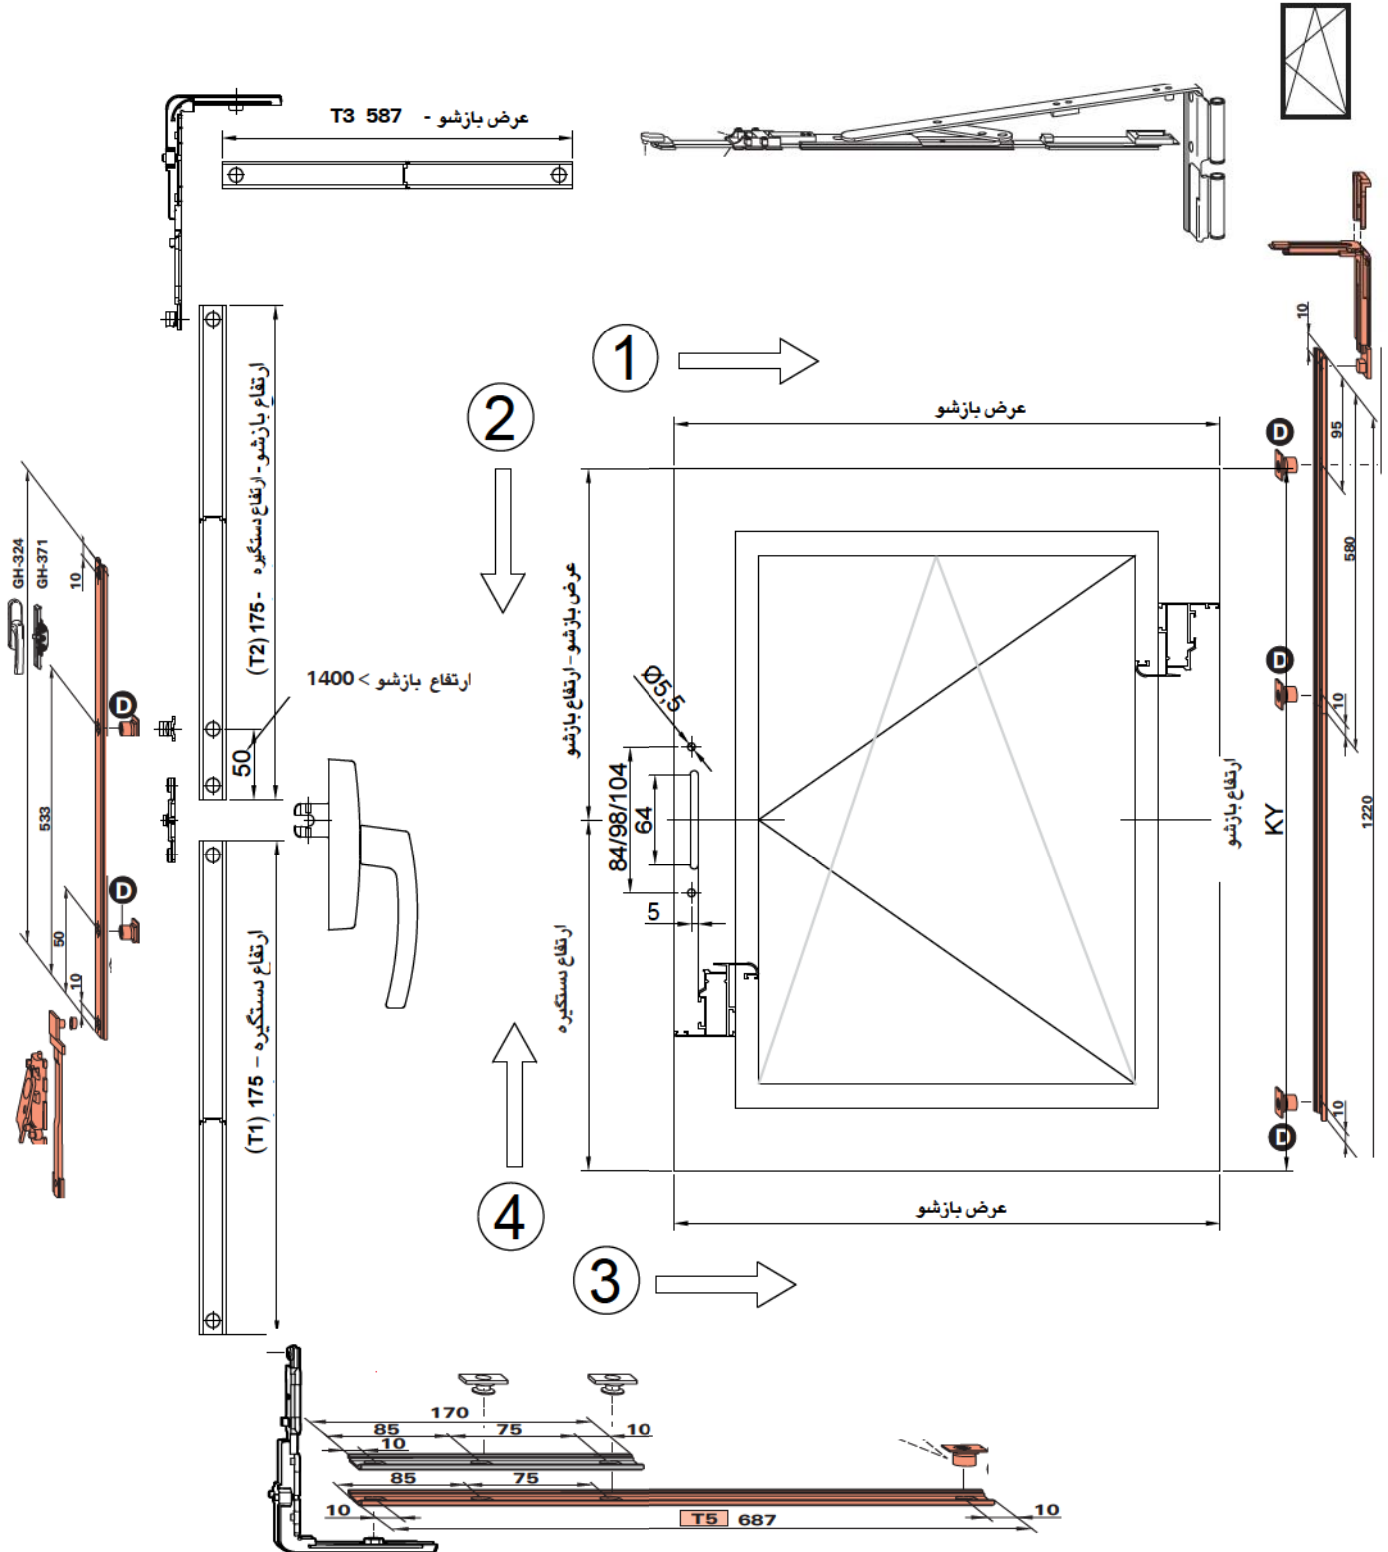 عرض بازشو - T3 587
1
عرض بازشو
2
D
10
95
580
10
1220
D
KY
ارتفاع بازشو
10
D
GH-324
GH-371
10
533
50
10
D
D
(T2) 175 - ارتفاع بازشو - ارتفاع دستگیره
ارتفاع بازشو > 1400
50
عرض بازشو - ارتفاع بازشو
Ø5,5
84/98/104
64
5
ارتفاع دستگیره
(T1) 175 - ارتفاع دستگیره
4
عرض بازشو
3
170
85
75
10
10
85
75
10
T5 687
10